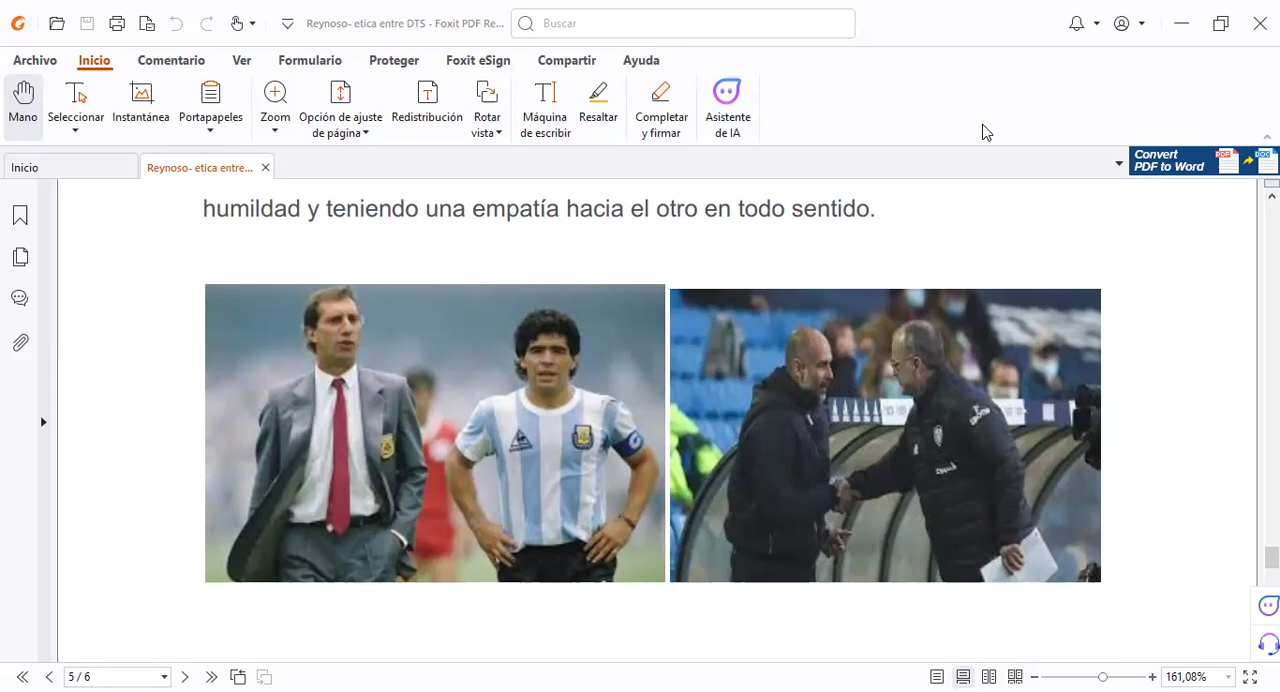 Reynoso- etica entre DTS - Foxit PDF Re...
Buscar
Archivo Inicio Comentario Ver Formulario Proteger Foxit eSign Compartir Ayuda
Mano
Seleccionar
Instantánea
Portapapeles
Zoom
Opción de ajuste
de página
Redistribución
Rotar
vista
Máquina
de escribir
Resaltar
Completar
y firmar
Asistente
de IA
Inicio
Reynoso- etica entre...
Convert
PDF to Word
humildad y teniendo una empatía hacia el otro en todo sentido.
5 / 6
161,08%